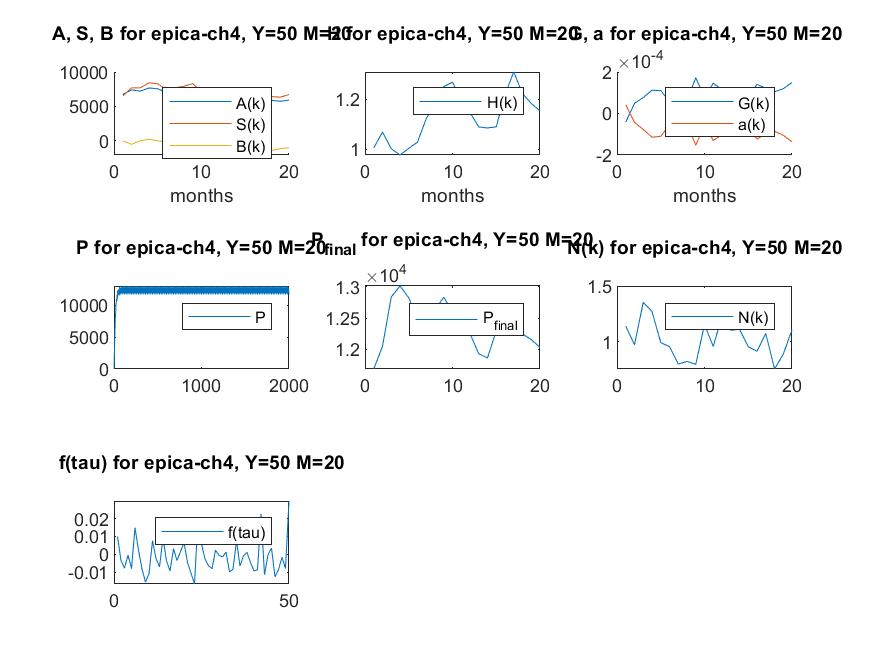 A, S, B for epica-ch4, Y=50 M=20
H for epica-ch4, Y=50 M=20
G, a for epica-ch4, Y=50 M=20
10000
5000
0
A(k)
S(k)
B(k)
0 10 20
months
1.2
1
H(k)
0 10 20
months
×10-4
2
0
-2
G(k)
a(k)
0 10 20
months
P for epica-ch4, Y=50 M=20
Pfinal for epica-ch4, Y=50 M=20
N(k) for epica-ch4, Y=50 M=20
10000
5000
0
P
0 1000 2000
×104
1.3
1.25
1.2
Pfinal
0 10 20
1.5
1
N(k)
0 10 20
f(tau) for epica-ch4, Y=50 M=20
0.02
0.01
0
-0.01
f(tau)
0 50